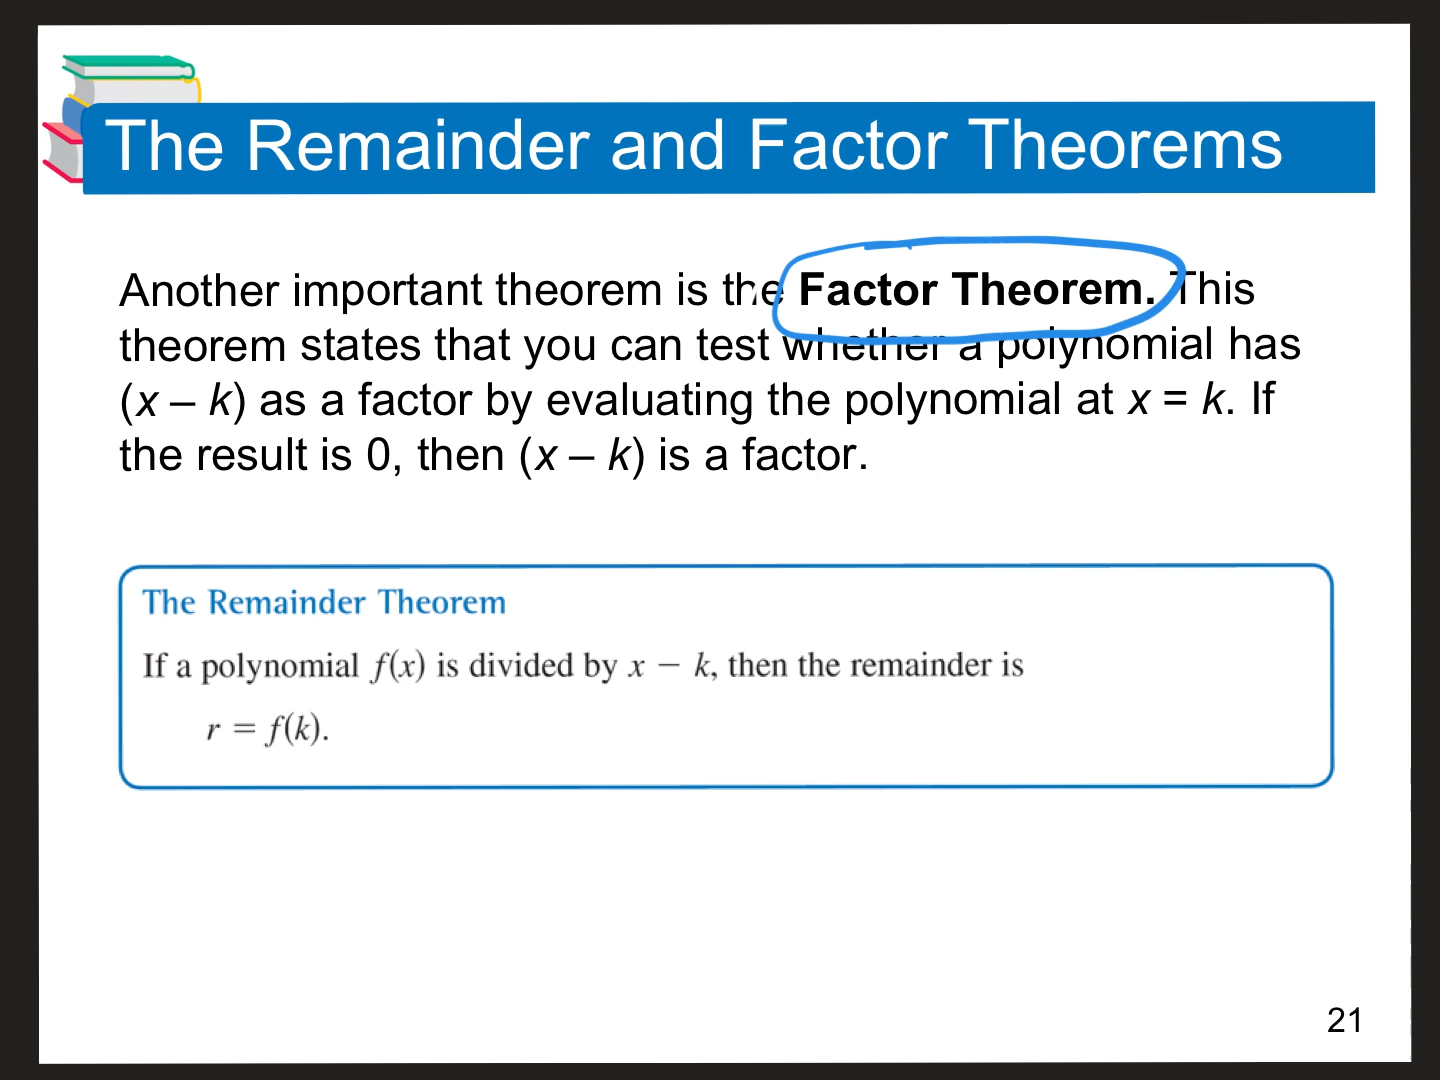 The Remainder and Factor Theorems
Another important theorem is the Factor Theorem. This
theorem states that you can test whether a polynomial has
(x – k) as a factor by evaluating the polynomial at x = k. If
the result is 0, then (x – k) is a factor.
The Remainder Theorem
If a polynomial f(x) is divided by x − k, then the remainder is
r = f(k).
21